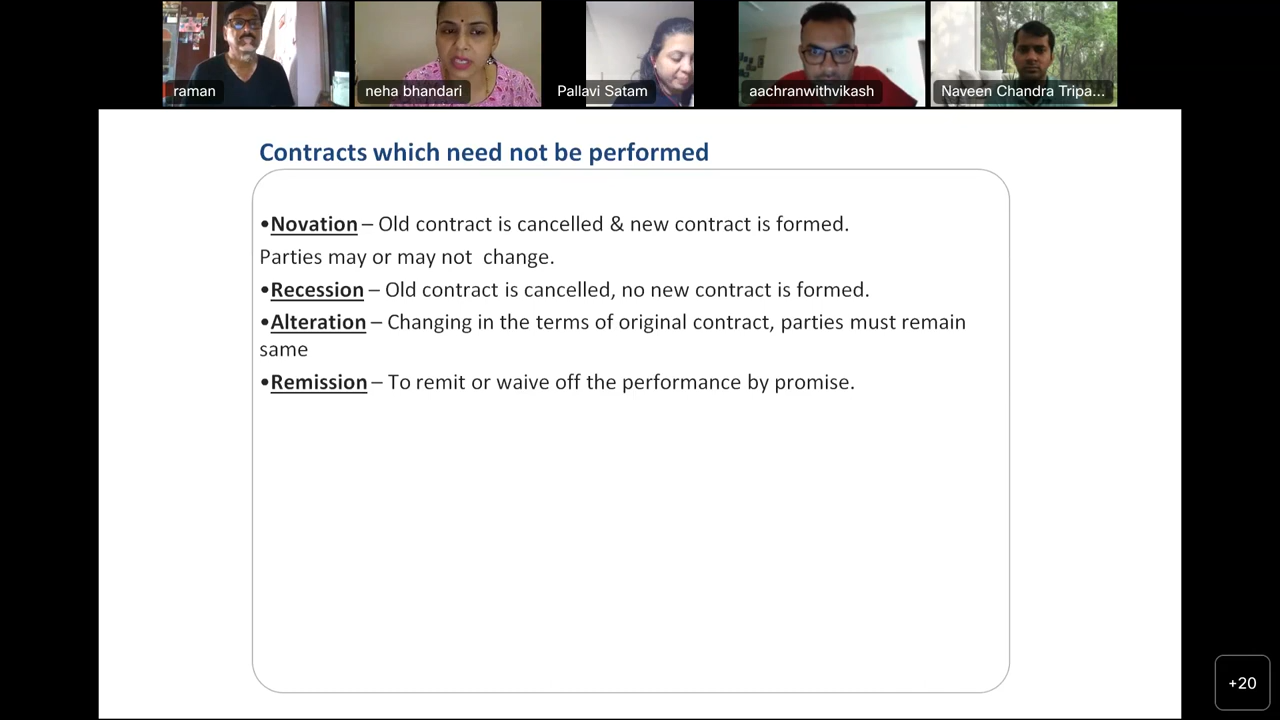 raman
neha bhandari
Pallavi Satam
aachranwithvikash
Naveen Chandra Tripa...
Contracts which need not be performed
•Novation – Old contract is cancelled & new contract is formed.
Parties may or may not  change.
•Recession – Old contract is cancelled, no new contract is formed.
•Alteration – Changing in the terms of original contract, parties must remain
same
•Remission – To remit or waive off the performance by promise.
+20